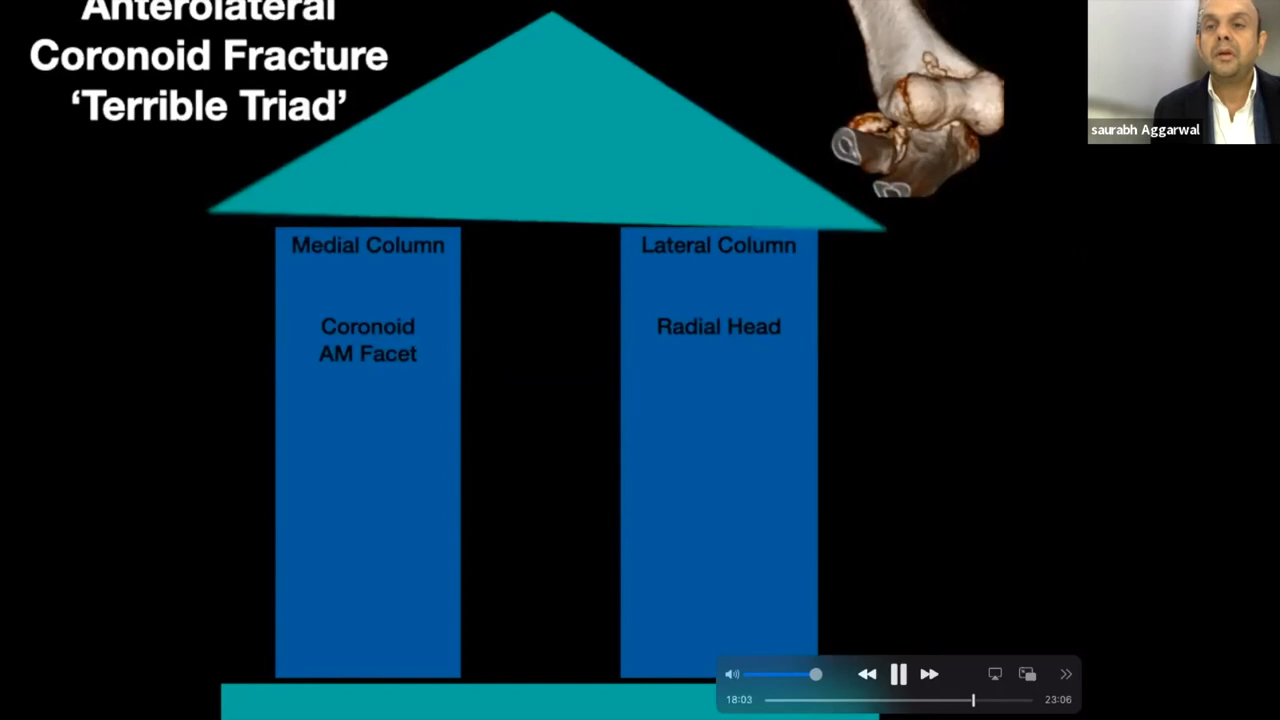 Anterolateral
Coronoid Fracture
‘Terrible Triad’
saurabh Aggarwal
Medial Column
Lateral Column
Coronoid
AM Facet
Radial Head
18:03
23:06